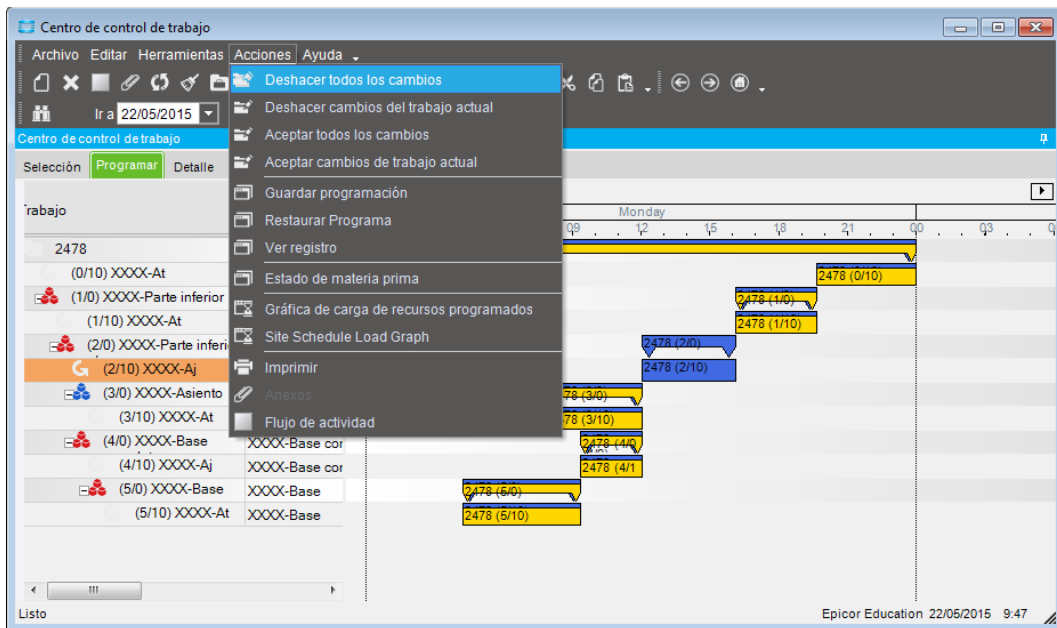 Centro de control de trabajo
Archivo Editar Herramientas Acciones Ayuda
Ir a 22/05/2015
Centro de control de trabajo
Selección Programar Detalle
Deshacer todos los cambios
Deshacer cambios del trabajo actual
Aceptar todos los cambios
Aceptar cambios de trabajo actual
Guardar programación
Restaurar Programa
Ver registro
Estado de materia prima
Gráfica de carga de recursos programados
Site Schedule Load Graph
Imprimir
Anexos
Flujo de actividad
rabajo
Monday
09 12 15 18 21 00 03
2478
(0/10) XXXX-At 2478 (0/10)
(1/0) XXXX-Parte inferior 2478 (1/0)
(1/10) XXXX-At 2478 (1/10)
(2/0) XXXX-Parte inferi 2478 (2/0)
(2/10) XXXX-Aj 2478 (2/10)
(3/0) XXXX-Asiento 78 (3/0)
(3/10) XXXX-At 78 (3/10)
(4/0) XXXX-Base XXXX-Base cor 2478 (4/0
(4/10) XXXX-Aj XXXX-Base cor 2478 (4/1
(5/0) XXXX-Base XXXX-Base 2478 (5/0)
(5/10) XXXX-At XXXX-Base 2478 (5/10)
Listo Epicor Education 22/05/2015 9:47